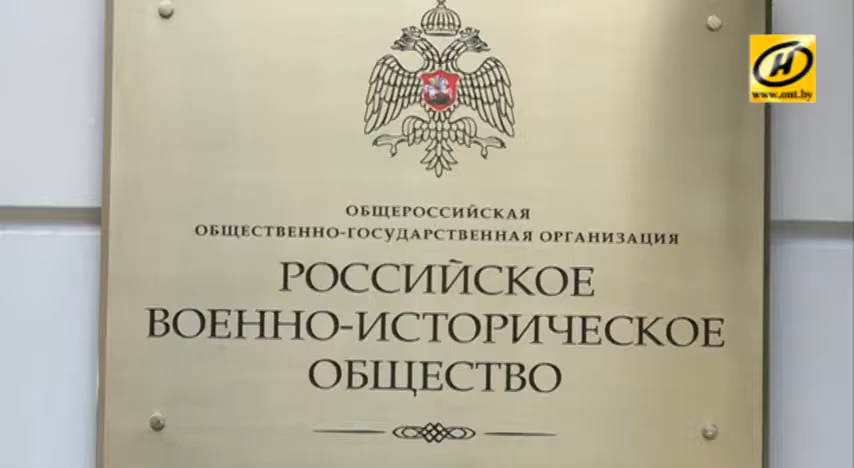 www.ont.by
ОБЩЕРОССИЙСКАЯ
ОБЩЕСТВЕННО-ГОСУДАРСТВЕННАЯ ОРГАНИЗАЦИЯ
РОССИЙСКОЕ
ВОЕННО-ИСТОРИЧЕСКОЕ
ОБЩЕСТВО